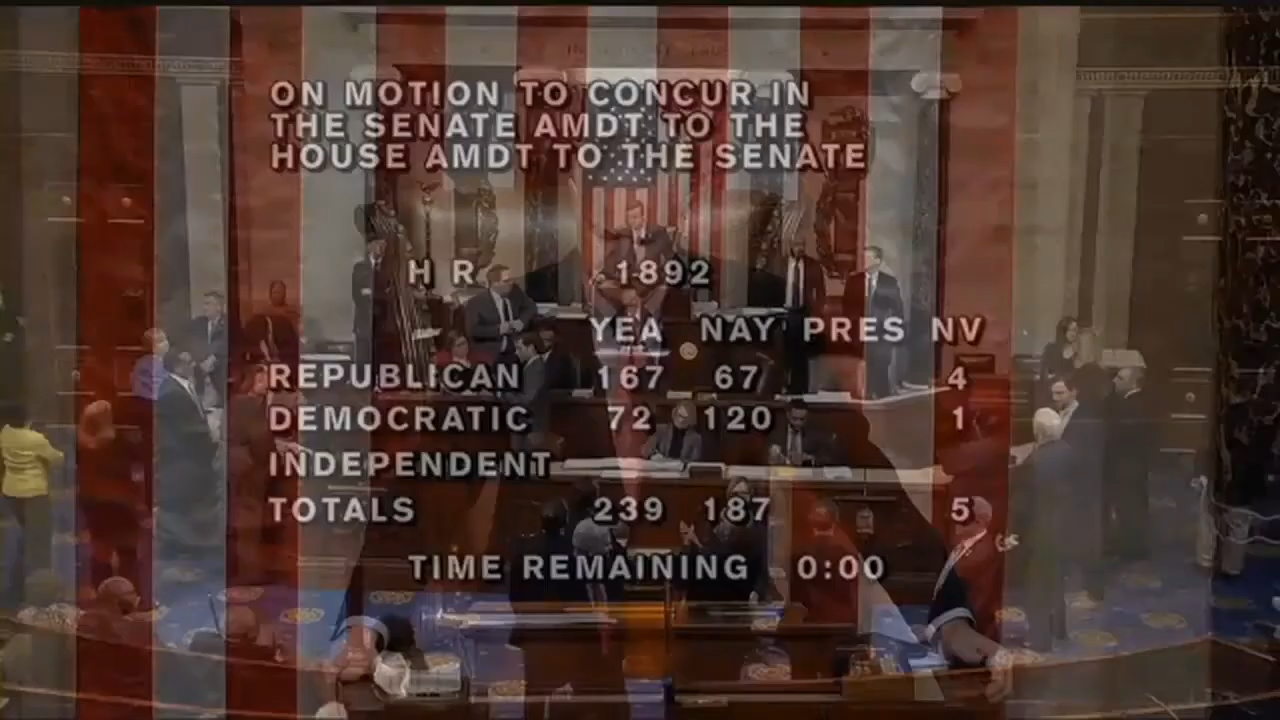 ON MOTION TO CONCUR IN
THE SENATE AMDT TO THE
HOUSE AMDT TO THE SENATE
H R 1892
YEA NAY PRES NV
REPUBLICAN 167 67 4
DEMOCRATIC 72 120 1
INDEPENDENT
TOTALS 239 187 5
TIME REMAINING 0:00